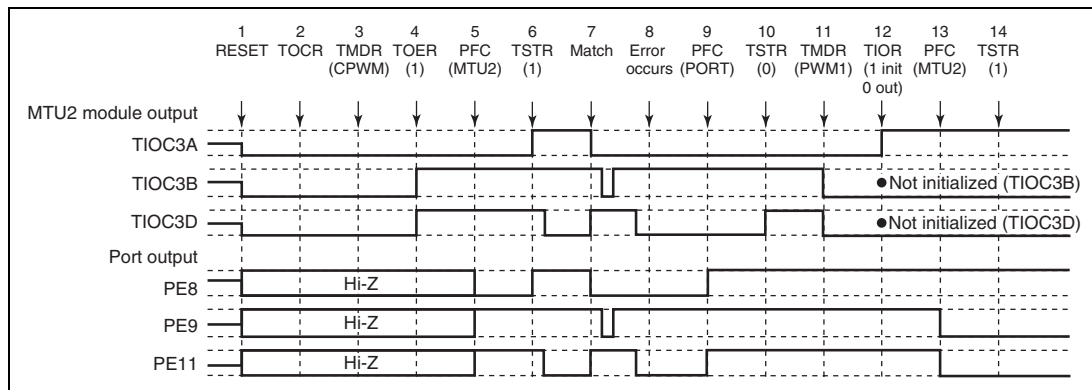 1 2 3 4 5 6 7 8 9 10 11 12 13 14
RESET TOCR TMDR TOER PFC TSTR Match Error PFC TSTR TMDR TIOR PFC TSTR
(CPWM) (1) (MTU2) (1) occurs (PORT) (0) (PWM1) (1 init (MTU2) (1)
0 out)
MTU2 module output
TIOC3A
TIOC3B
●Not initialized (TIOC3B)
TIOC3D
●Not initialized (TIOC3D)
Port output
PE8
Hi-Z
PE9
Hi-Z
PE11
Hi-Z